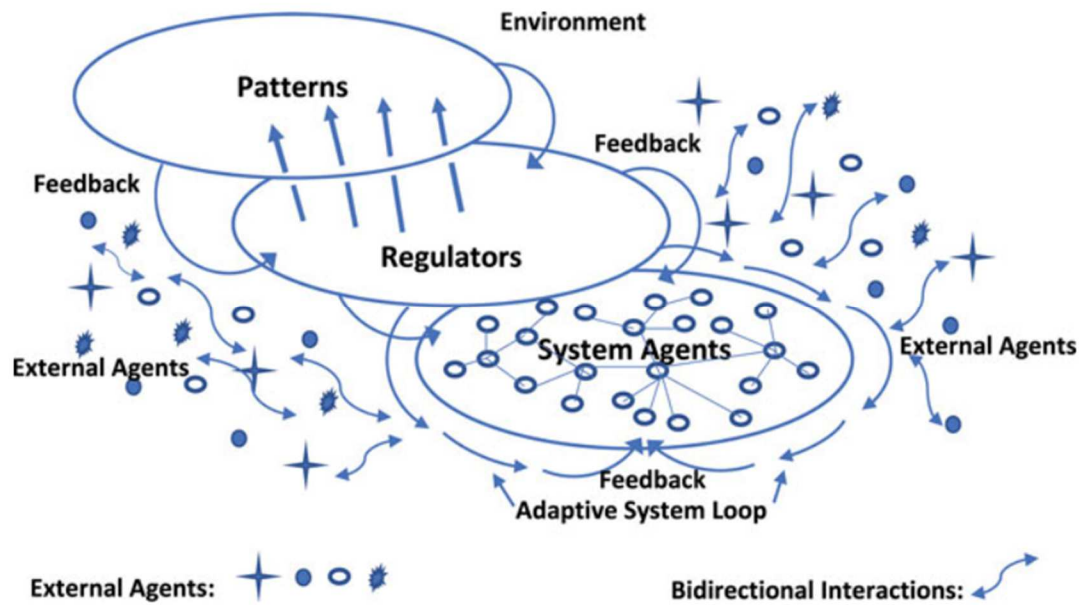 Environment
Patterns
Feedback
Feedback
Regulators
System Agents
External Agents
External Agents
Feedback
Adaptive System Loop
External Agents:
Bidirectional Interactions: